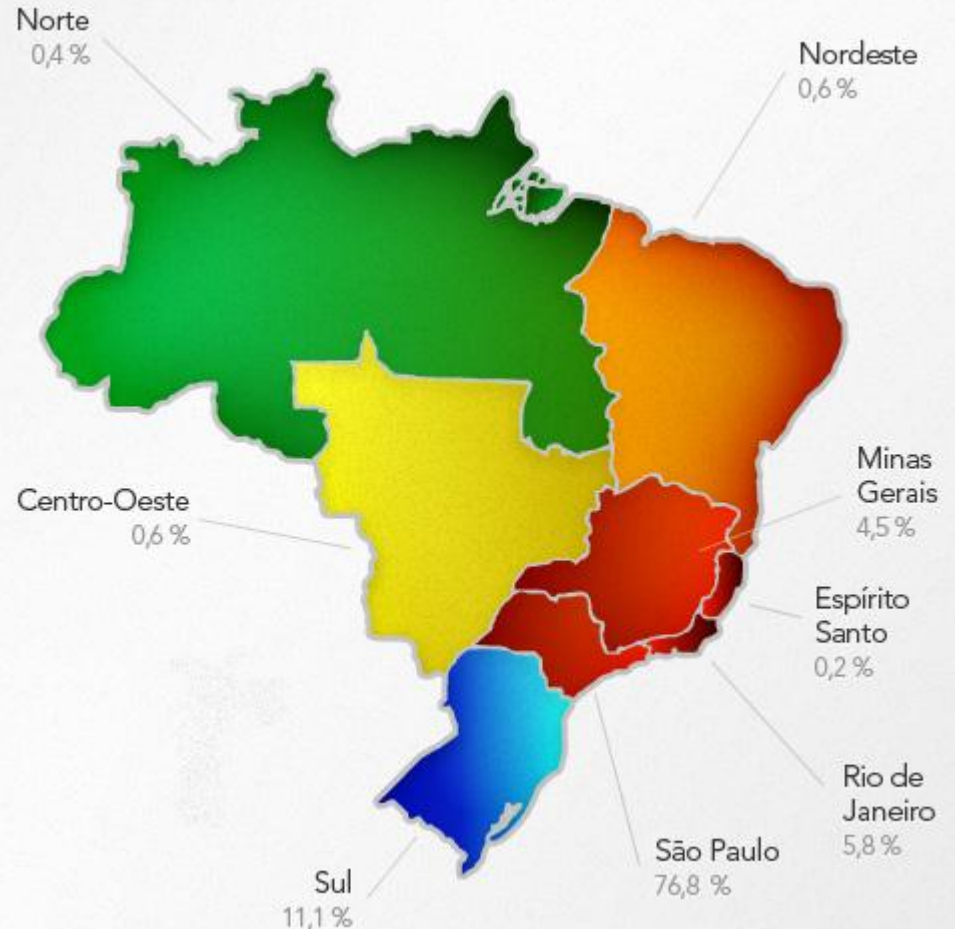 Norte
0,4 %
Nordeste
0,6 %
Minas
Gerais
4,5 %
Centro-Oeste
0,6 %
Espírito
Santo
0,2 %
Rio de
Janeiro
5,8 %
São Paulo
76,8 %
Sul
11,1 %